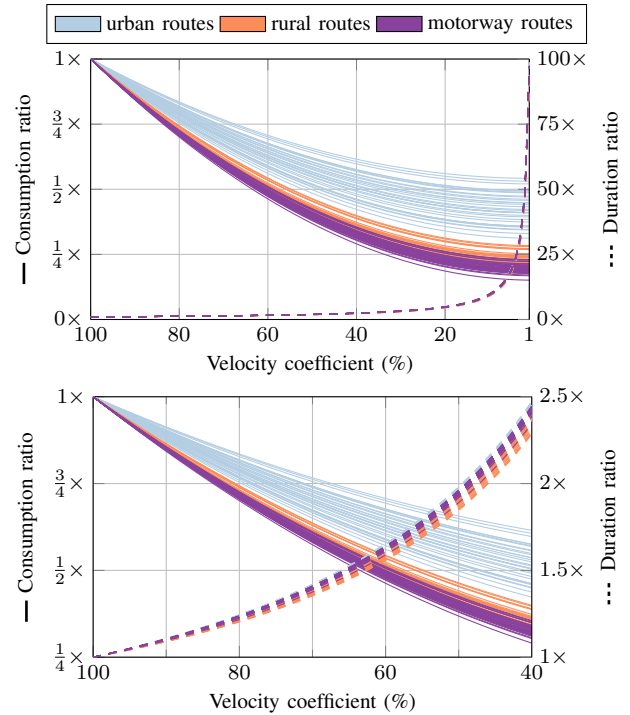 urban routes rural routes motorway routes
1× 100×
3/4× 75×
1/2× 50×
1/4× 25×
0× 0×
Consumption ratio
Duration ratio
100 80 60 40 20 1
Velocity coefficient (%)
1× 2.5×
3/4× 2×
1/2× 1.5×
1/4× 1×
Consumption ratio
Duration ratio
100 80 60 40
Velocity coefficient (%)